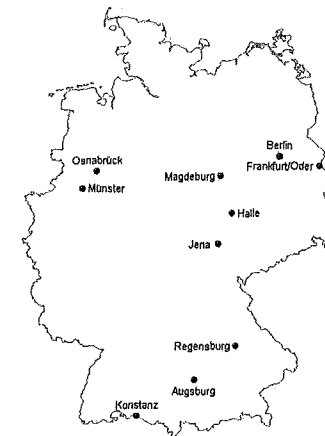 Berlin
Osnabrück
Frankfurt/Oder
Magdeburg
Münster
Halle
Jena
Regensburg
Augsburg
Konstanz